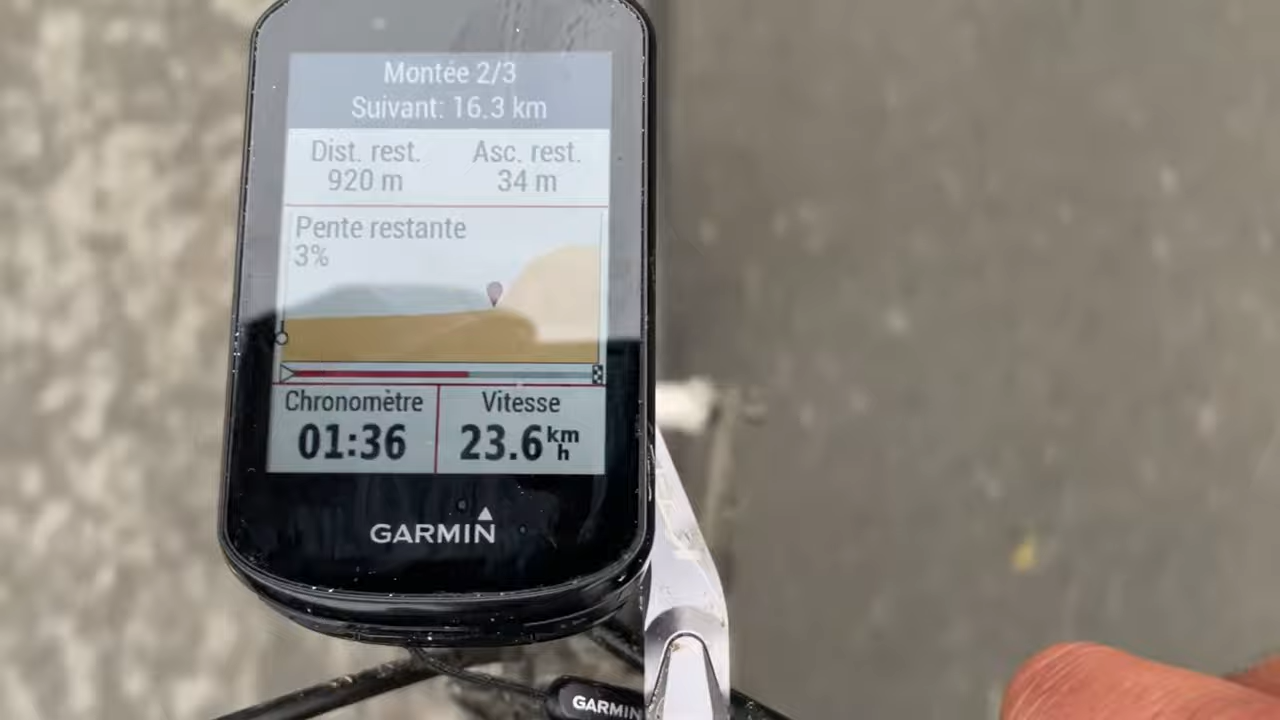 Montée 2/3
Suivant: 16.3 km
Dist. rest. Asc. rest.
920 m 34 m
Pente restante
3%
Chronomètre Vitesse
01:36 23.6 km/h
GARMIN
GARMIN